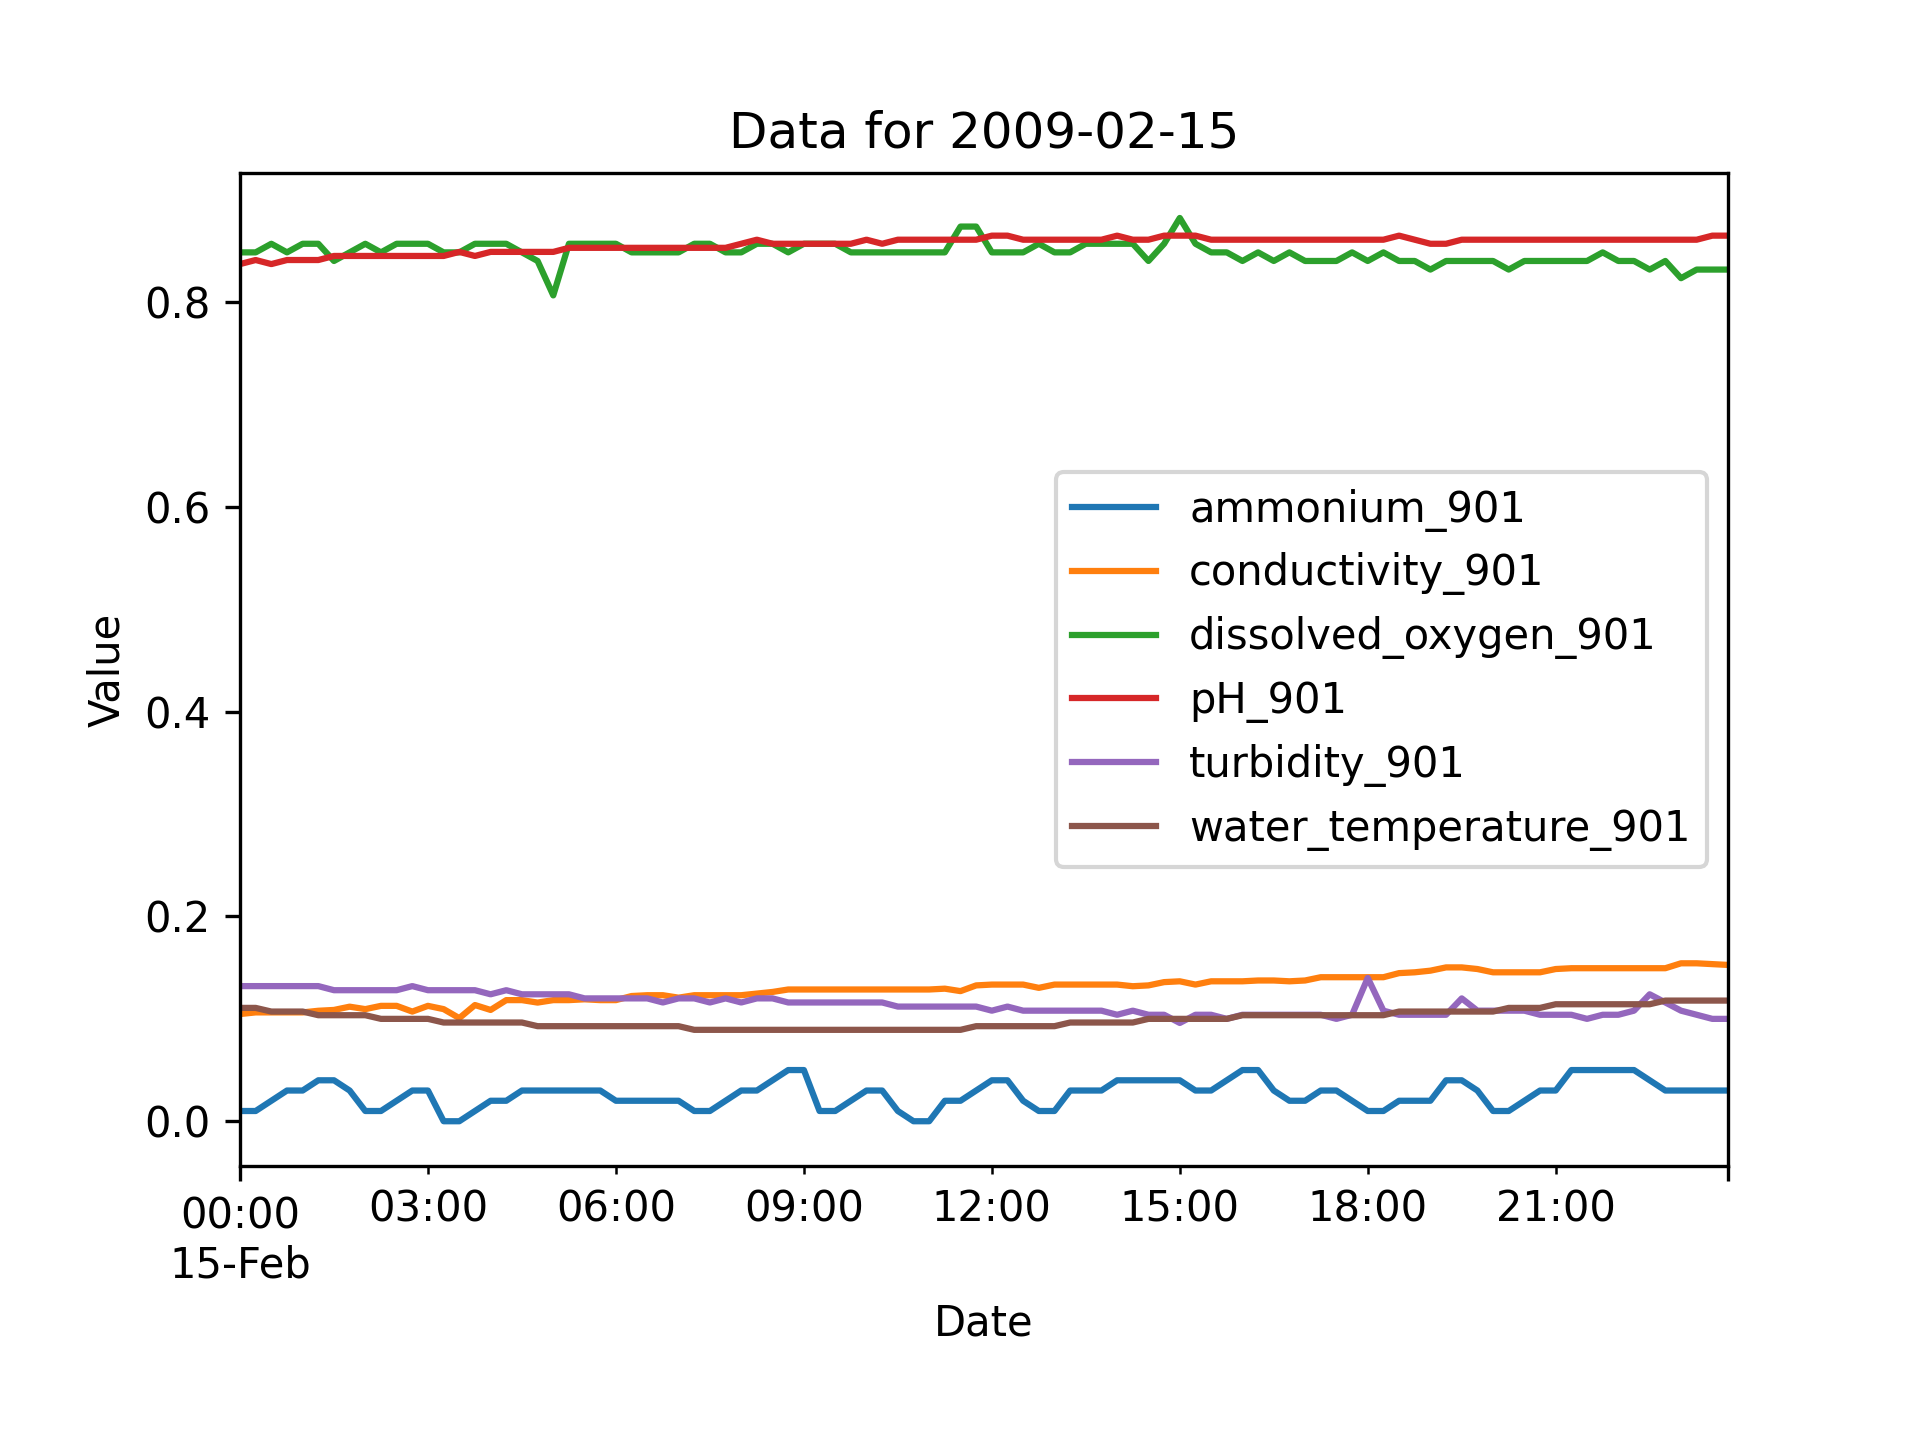 Data for 2009-02-15
Value
0.8
0.6
0.4
0.2
0.0
ammonium_901
conductivity_901
dissolved_oxygen_901
pH_901
turbidity_901
water_temperature_901
00:00 03:00 06:00 09:00 12:00 15:00 18:00 21:00
15-Feb
Date